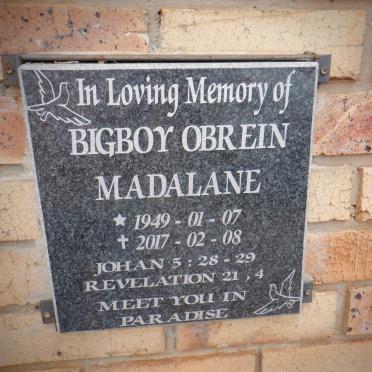 In Loving Memory of
BIGBOY OBREIN
MADALANE
★ 1949 - 01 - 07
✝ 2017 - 02 - 08
JOHAN 5 : 28 - 29
REVELATION 21 , 4
MEET YOU IN
PARADISE